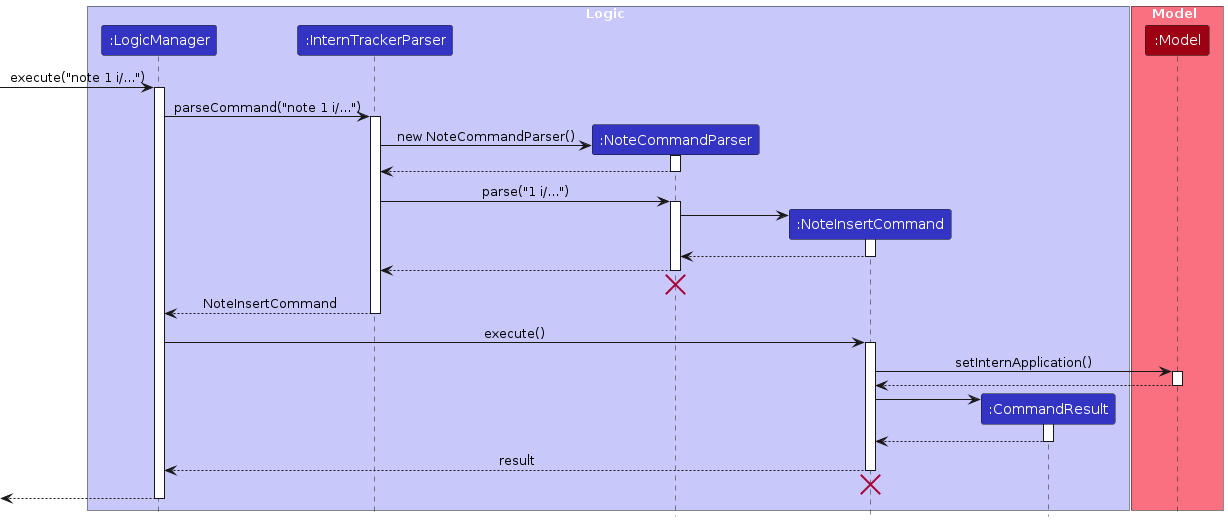 Logic
Model
:LogicManager
:InternTrackerParser
:Model
execute("note 1 i/...")
parseCommand("note 1 i/...")
new NoteCommandParser()
:NoteCommandParser
parse("1 i/...")
:NoteInsertCommand
NoteInsertCommand
execute()
setInternApplication()
:CommandResult
result